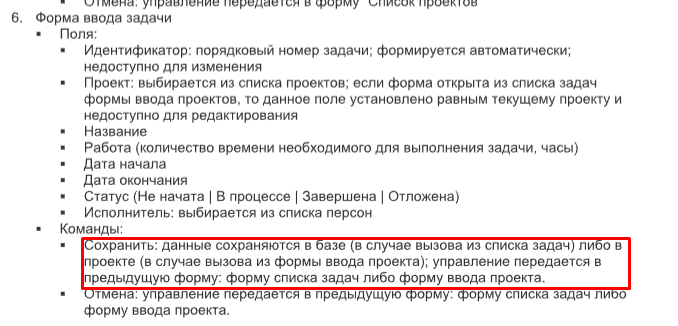 Отмена: управление передается в форму "Список проектов"
6. Форма ввода задачи
▪ Поля:
▪ Идентификатор: порядковый номер задачи; формируется автоматически;
недоступно для изменения
▪ Проект: выбирается из списка проектов; если форма открыта из списка задач
формы ввода проектов, то данное поле установлено равным текущему проекту и
недоступно для редактирования
▪ Название
▪ Работа (количество времени необходимого для выполнения задачи, часы)
▪ Дата начала
▪ Дата окончания
▪ Статус (Не начата | В процессе | Завершена | Отложена)
▪ Исполнитель: выбирается из списка персон
▪ Команды:
▪ Сохранить: данные сохраняются в базе (в случае вызова из списка задач) либо в
проекте (в случае вызова из формы ввода проекта); управление передается в
предыдущую форму: форму списка задач либо форму ввода проекта.
▪ Отмена: управление передается в предыдущую форму: форму списка задач либо
форму ввода проекта.